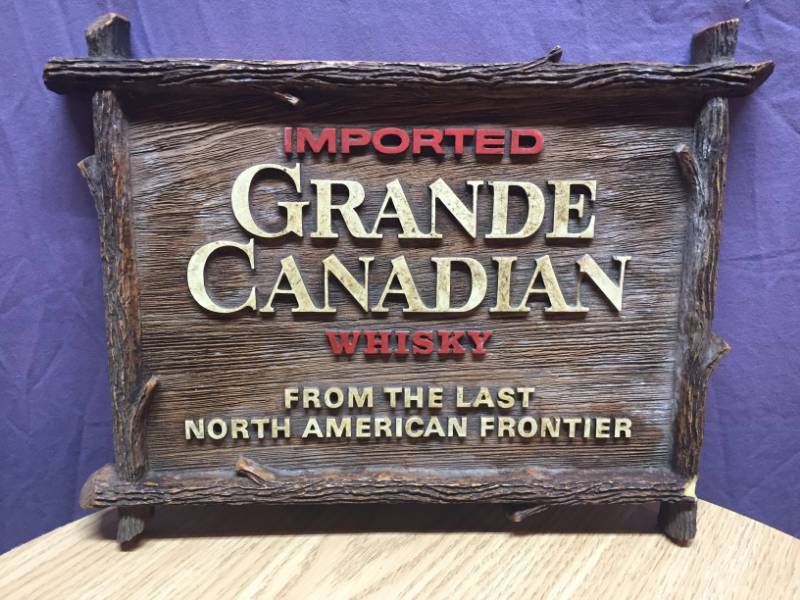 IMPORTED
GRANDE
CANADIAN
WHISKY
FROM THE LAST
NORTH AMERICAN FRONTIER